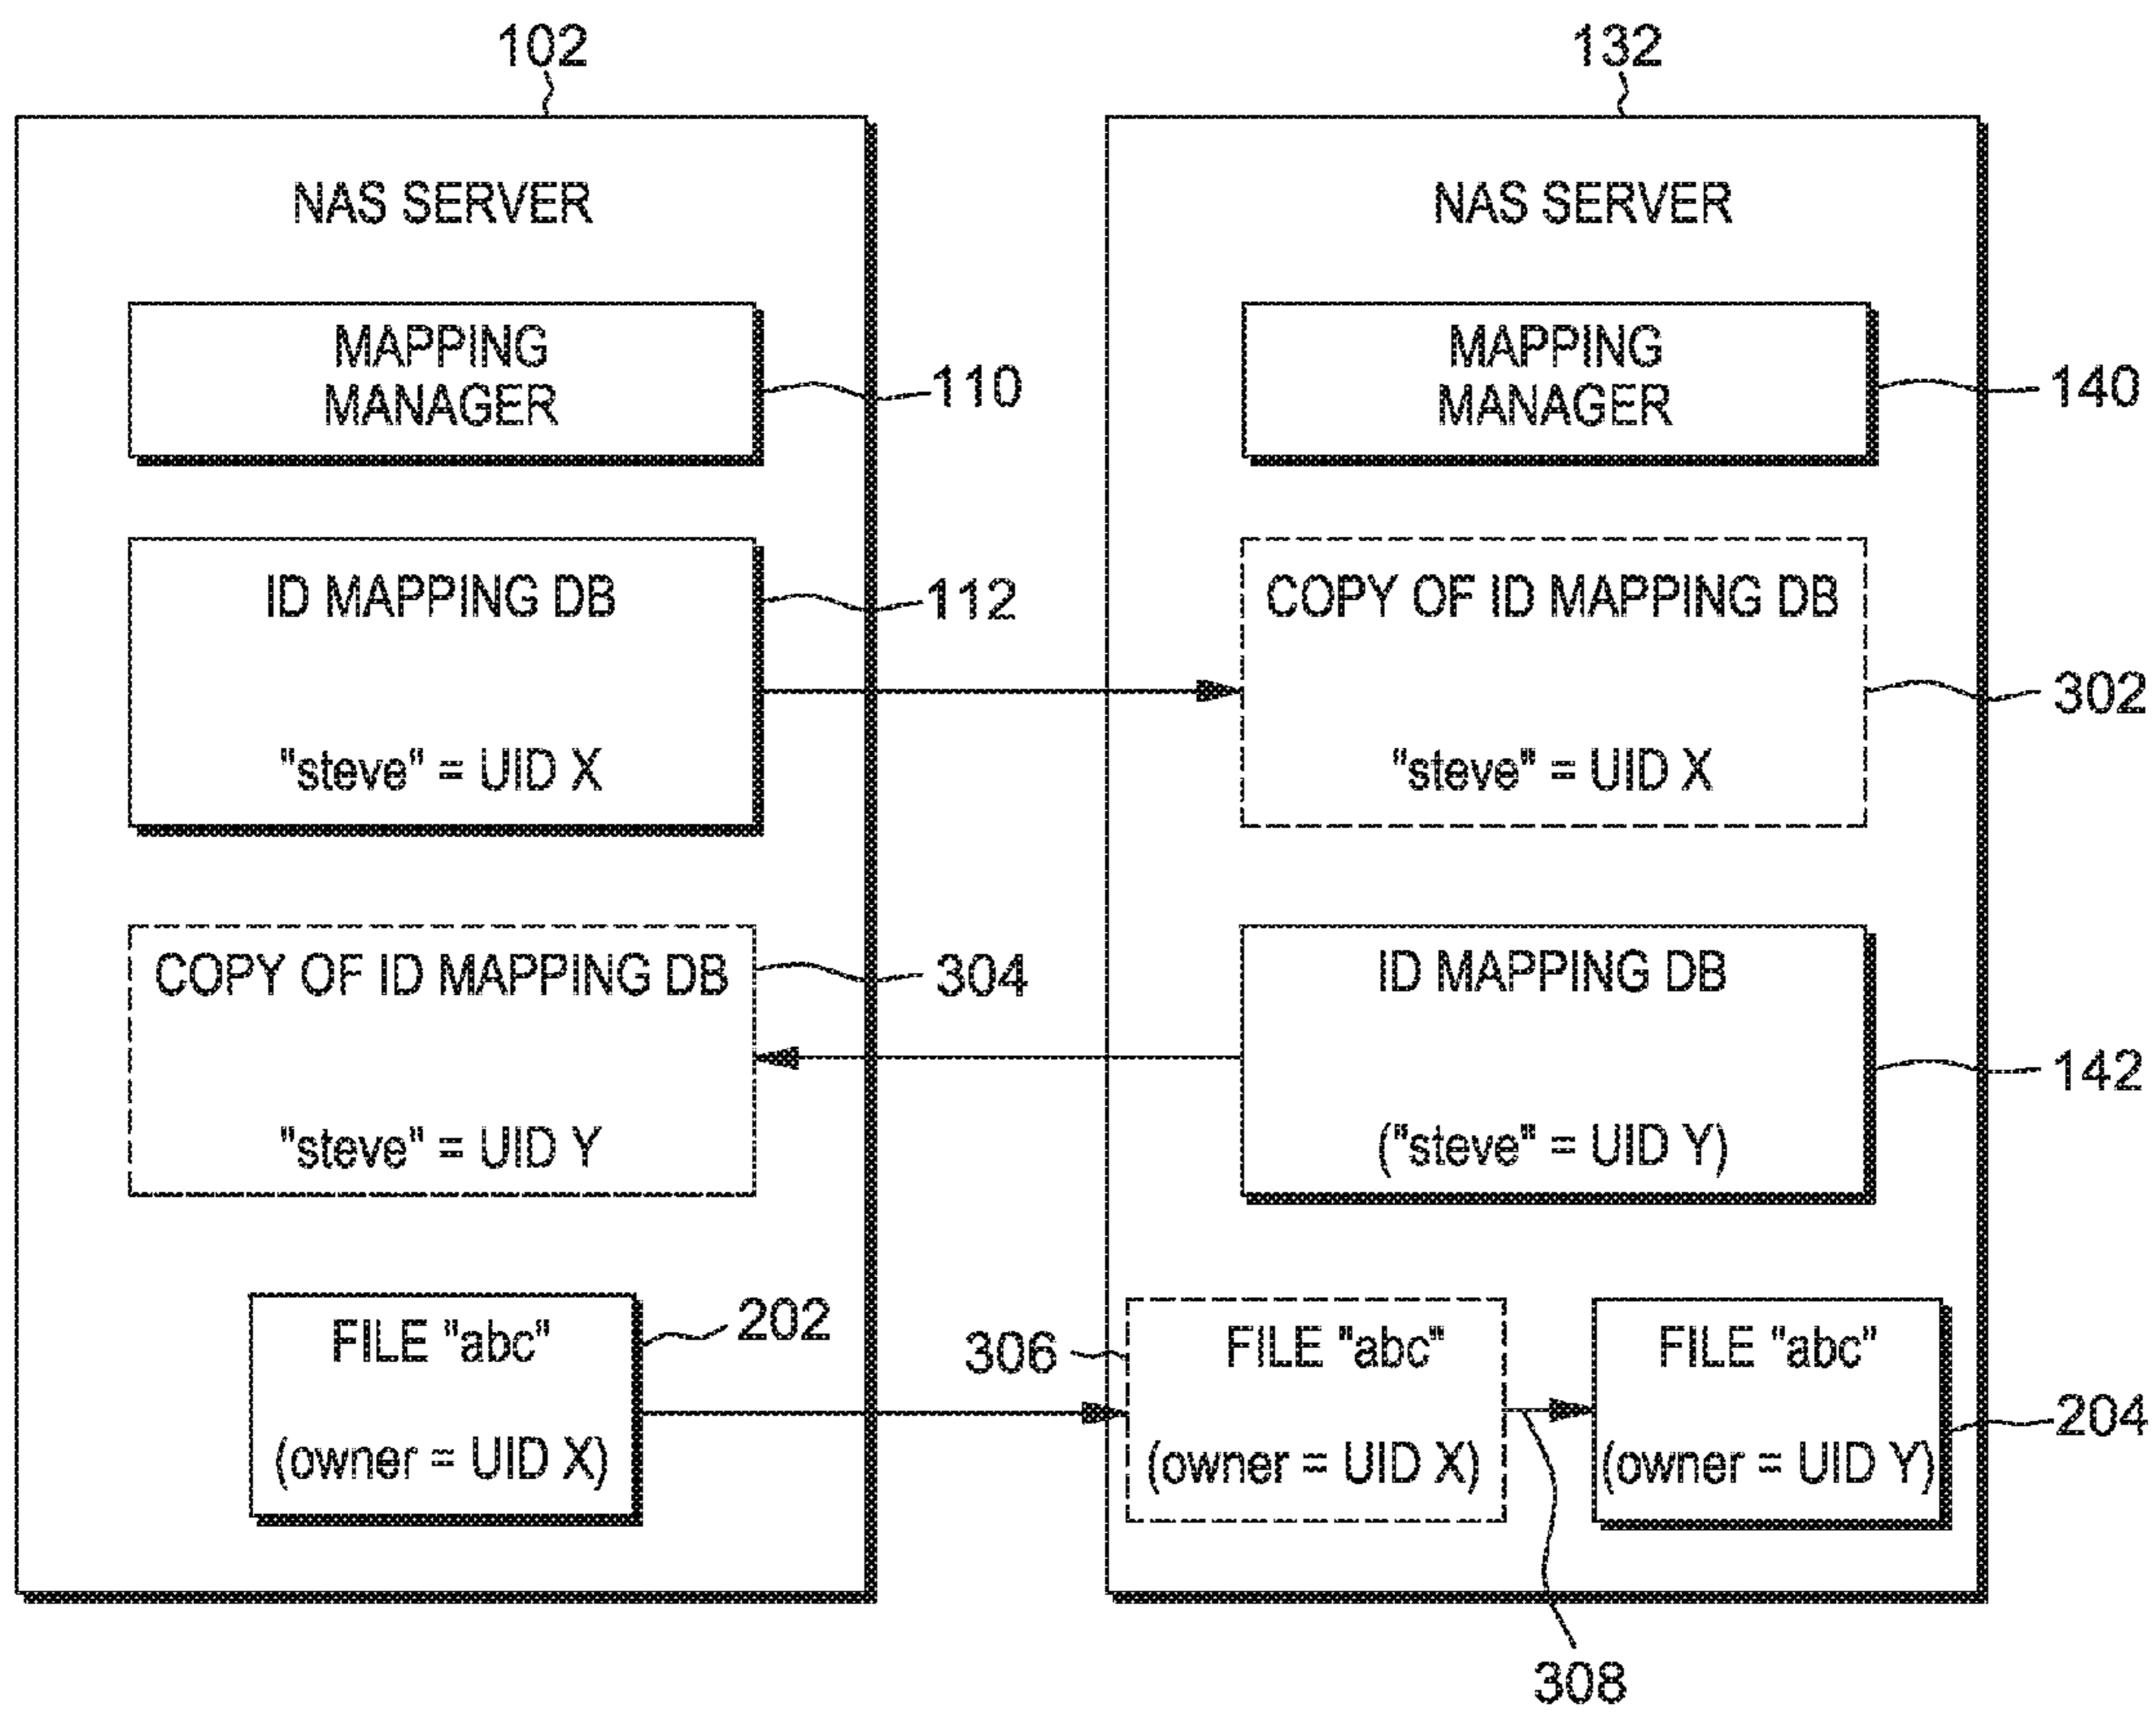 102
132
NAS SERVER
NAS SERVER
MAPPING
MANAGER
110
MAPPING
MANAGER
140
ID MAPPING DB
112
"steve" = UID X
COPY OF ID MAPPING DB
302
"steve" = UID X
COPY OF ID MAPPING DB
304
"steve" = UID Y
ID MAPPING DB
142
("steve" = UID Y)
FILE "abc"
202
(owner = UID X)
306
FILE "abc"
(owner = UID X)
FILE "abc"
204
(owner = UID Y)
308